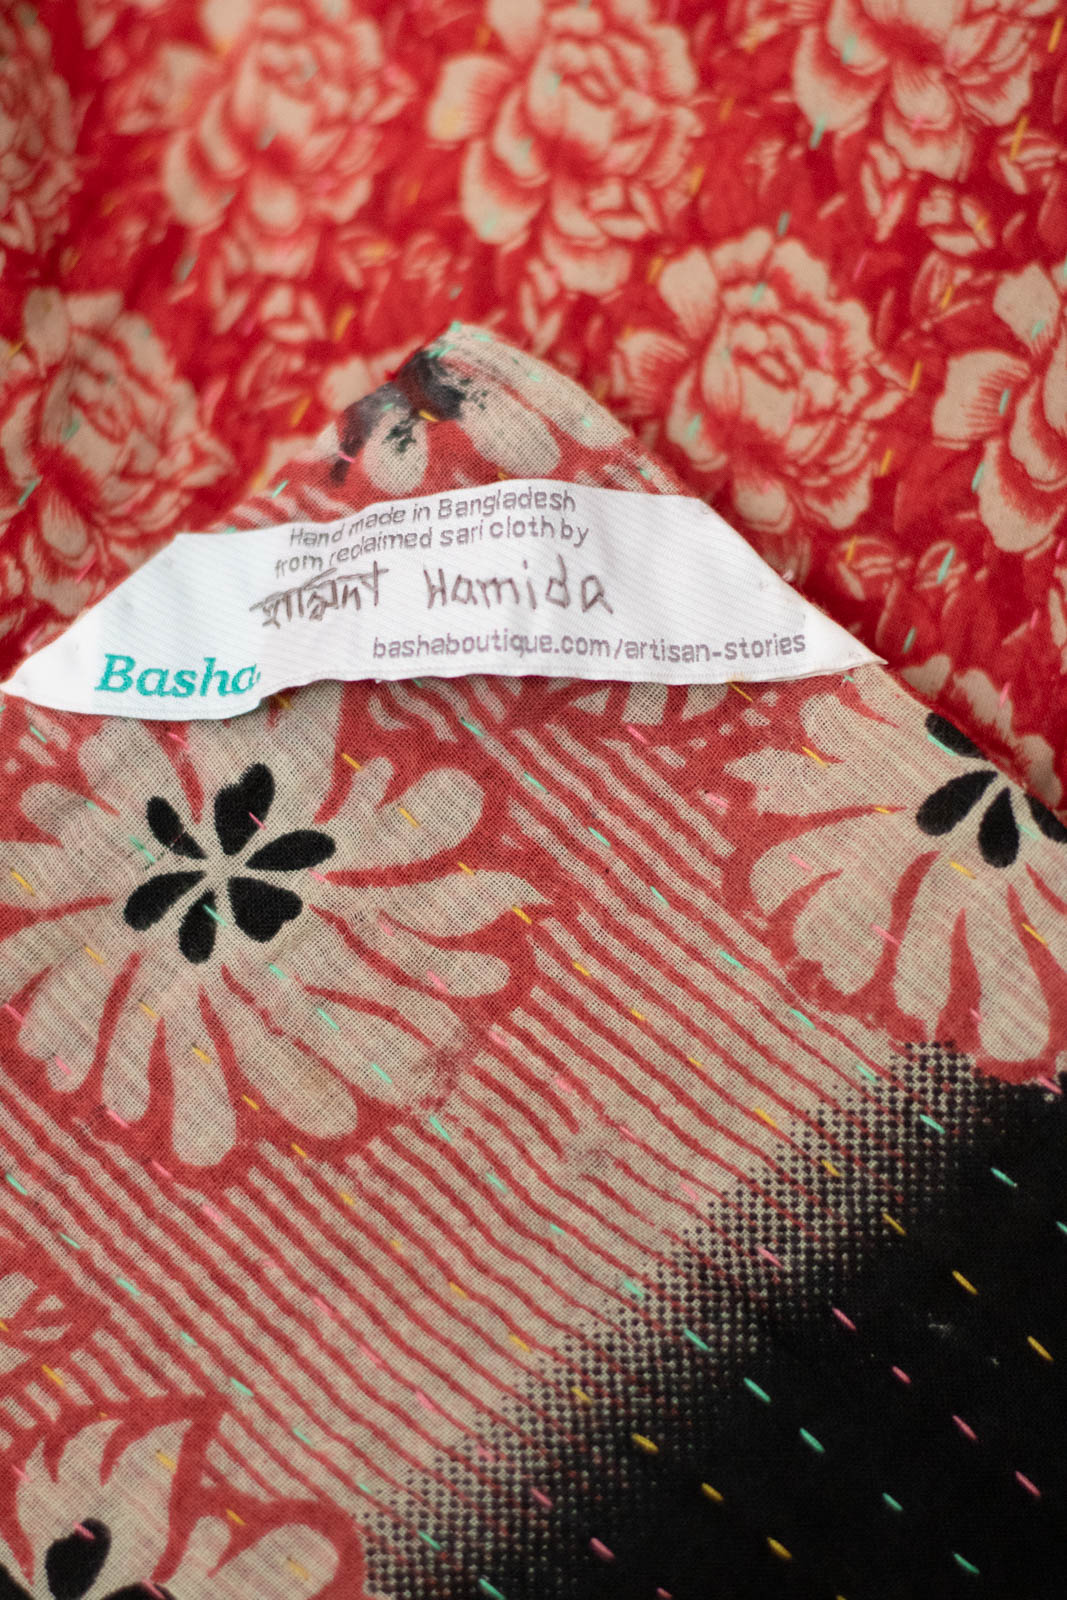 Hand made in Bangladesh
from reclaimed sari cloth by
হামিদা Hamida
bashaboutique.com/artisan-stories
Basha